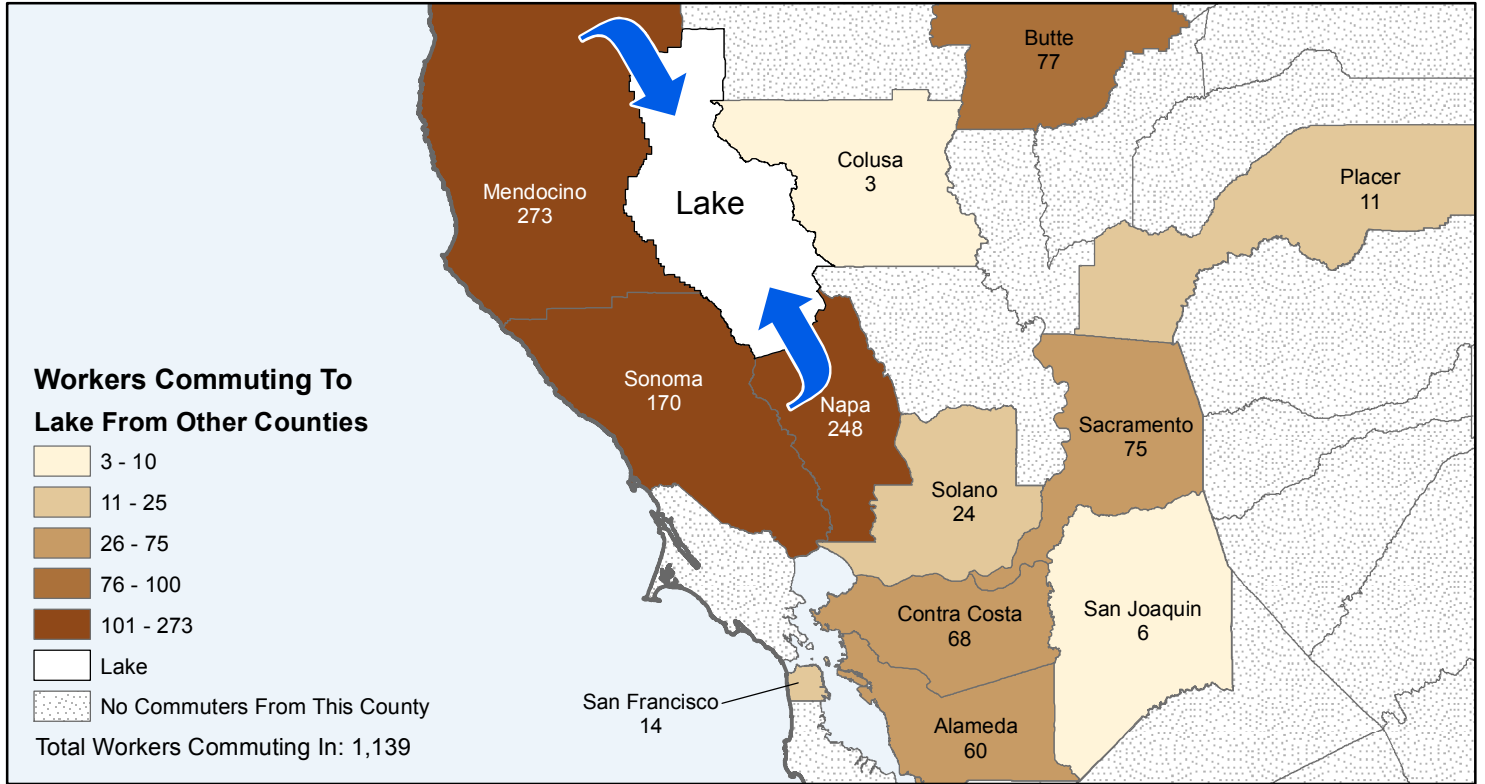 Butte
77
Colusa
3
Placer
11
Mendocino
273
Lake
Sonoma
170
Napa
248
Sacramento
75
Solano
24
Contra Costa
68
San Joaquin
6
San Francisco
14
Alameda
60
Workers Commuting To
Lake From Other Counties
3 - 10
11 - 25
26 - 75
76 - 100
101 - 273
Lake
No Commuters From This County
Total Workers Commuting In: 1,139